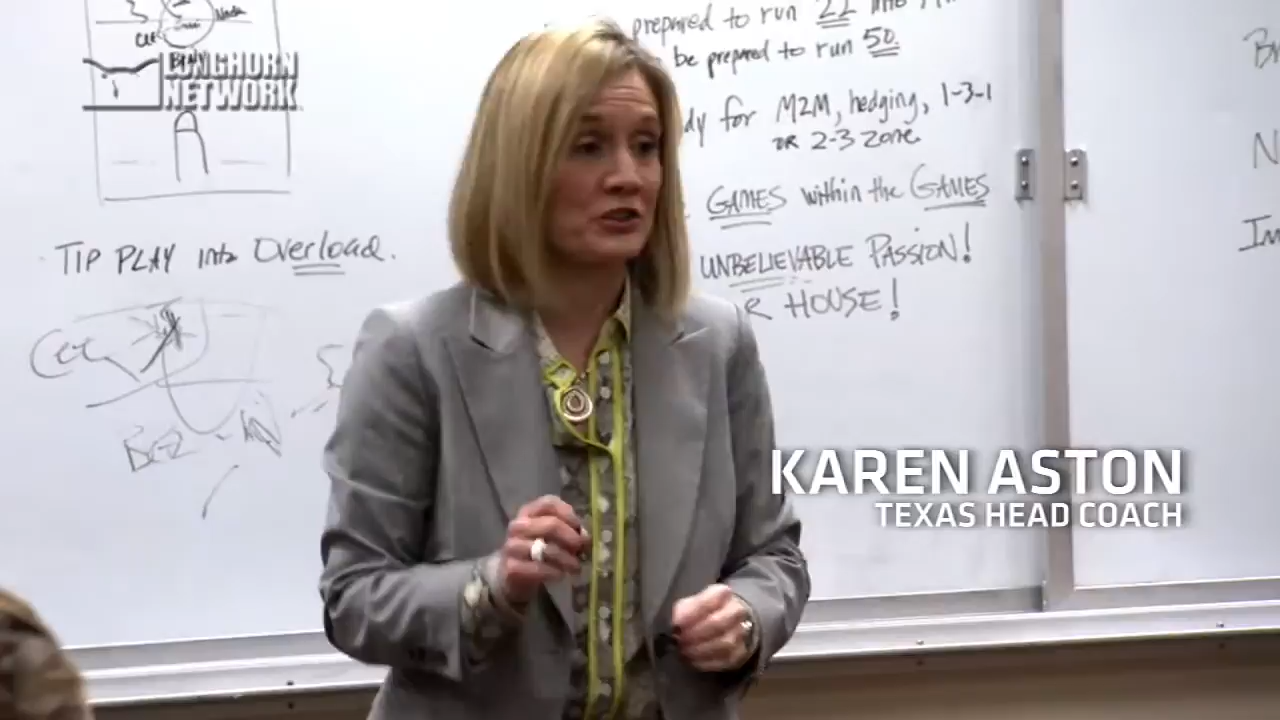 LONGHORN
NETWORK
prepared to run 22 into
be prepared to run 50
for M2M, hedging, 1-3-1
OR 2-3 zone.
GAMES within the GAMES
TIP PLAY into Overload.
UNBELIEVABLE PASSION!
HOUSE!
KAREN ASTON
TEXAS HEAD COACH